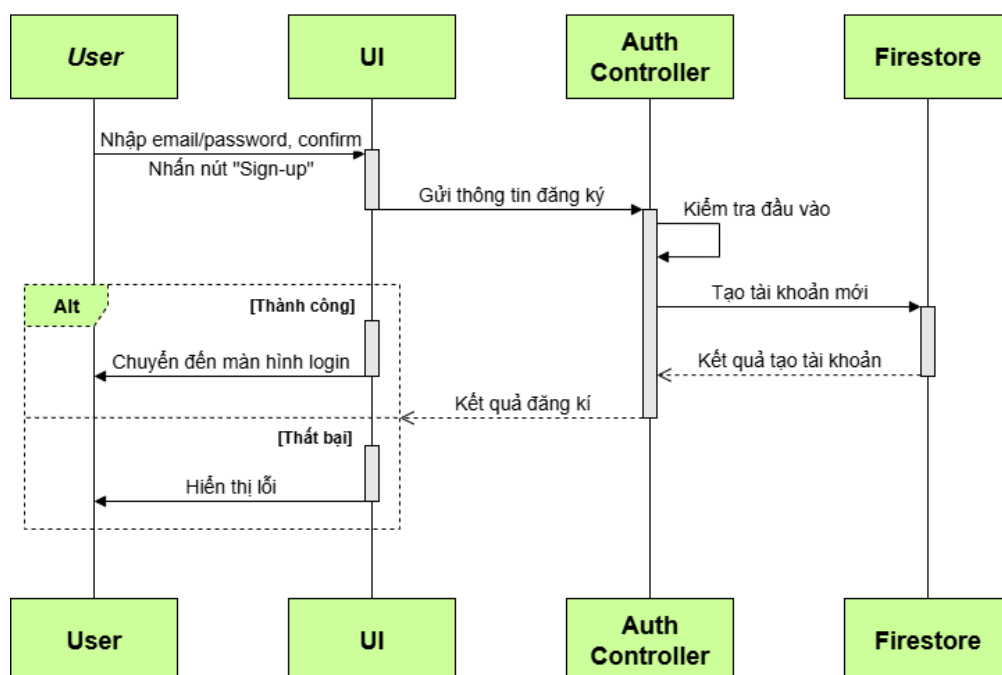 User
UI
Auth
Controller
Firestore
Nhập email/password, confirm
Nhấn nút "Sign-up"
Gửi thông tin đăng ký
Kiểm tra đầu vào
Alt
[Thành công]
Tạo tài khoản mới
Chuyển đến màn hình login
Kết quả tạo tài khoản
Kết quả đăng kí
[Thất bại]
Hiển thị lỗi
User
UI
Auth
Controller
Firestore